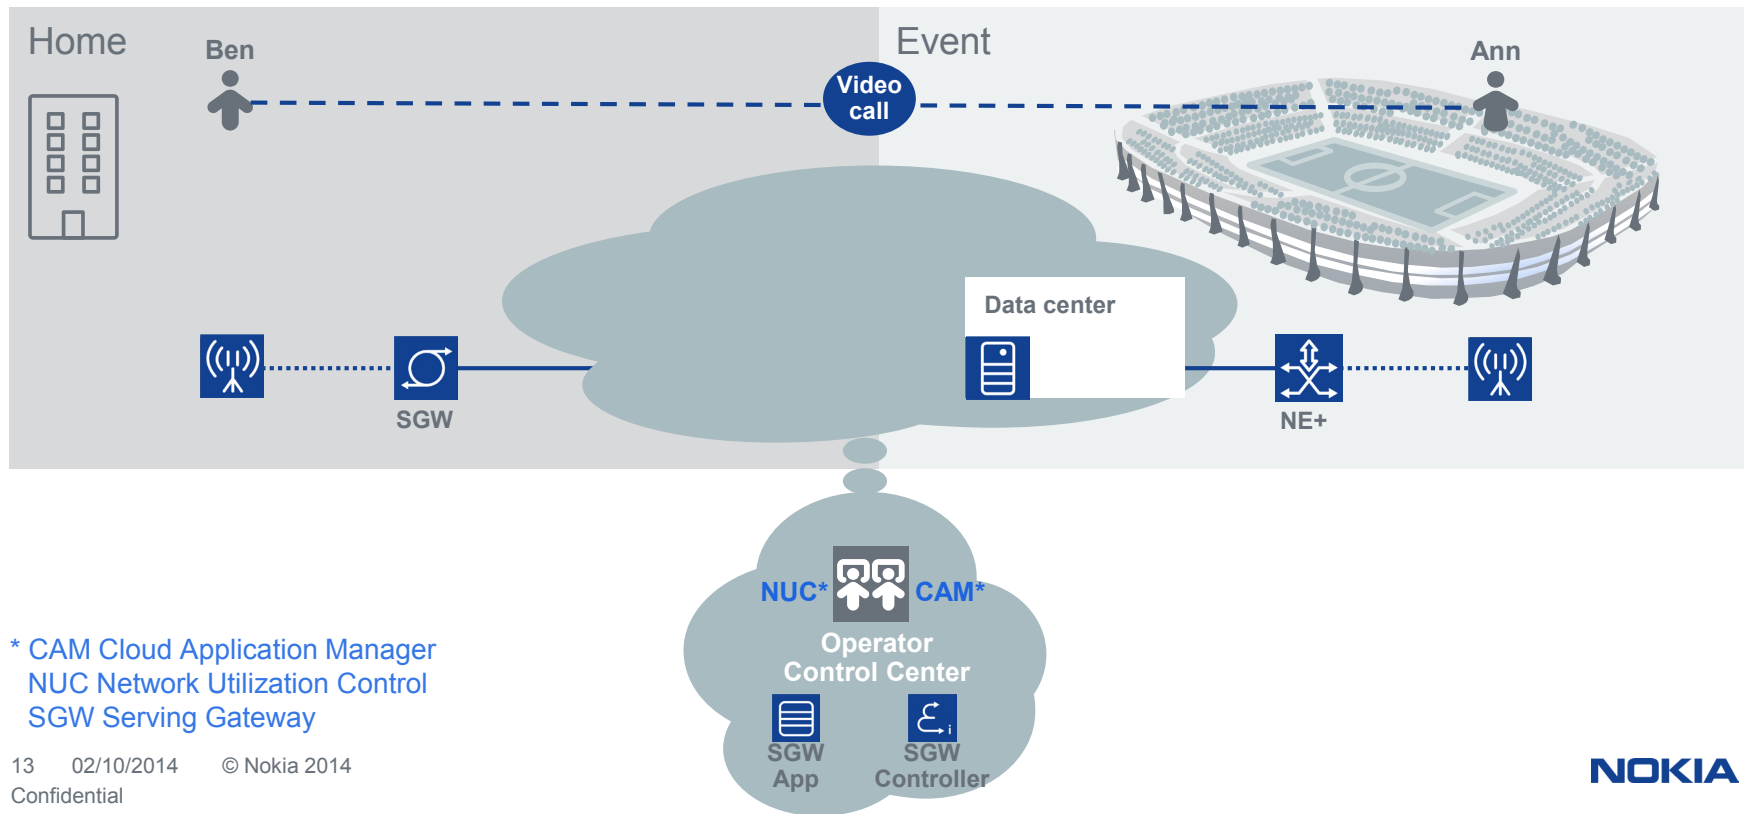 Home
Ben
Video
call
Event
Ann
Data center
SGW
NE+
NUC*
CAM*
Operator
Control Center
SGW
App
SGW
Controller
i
* CAM Cloud Application Manager
NUC Network Utilization Control
SGW Serving Gateway
13 02/10/2014 © Nokia 2014
Confidential
NOKIA